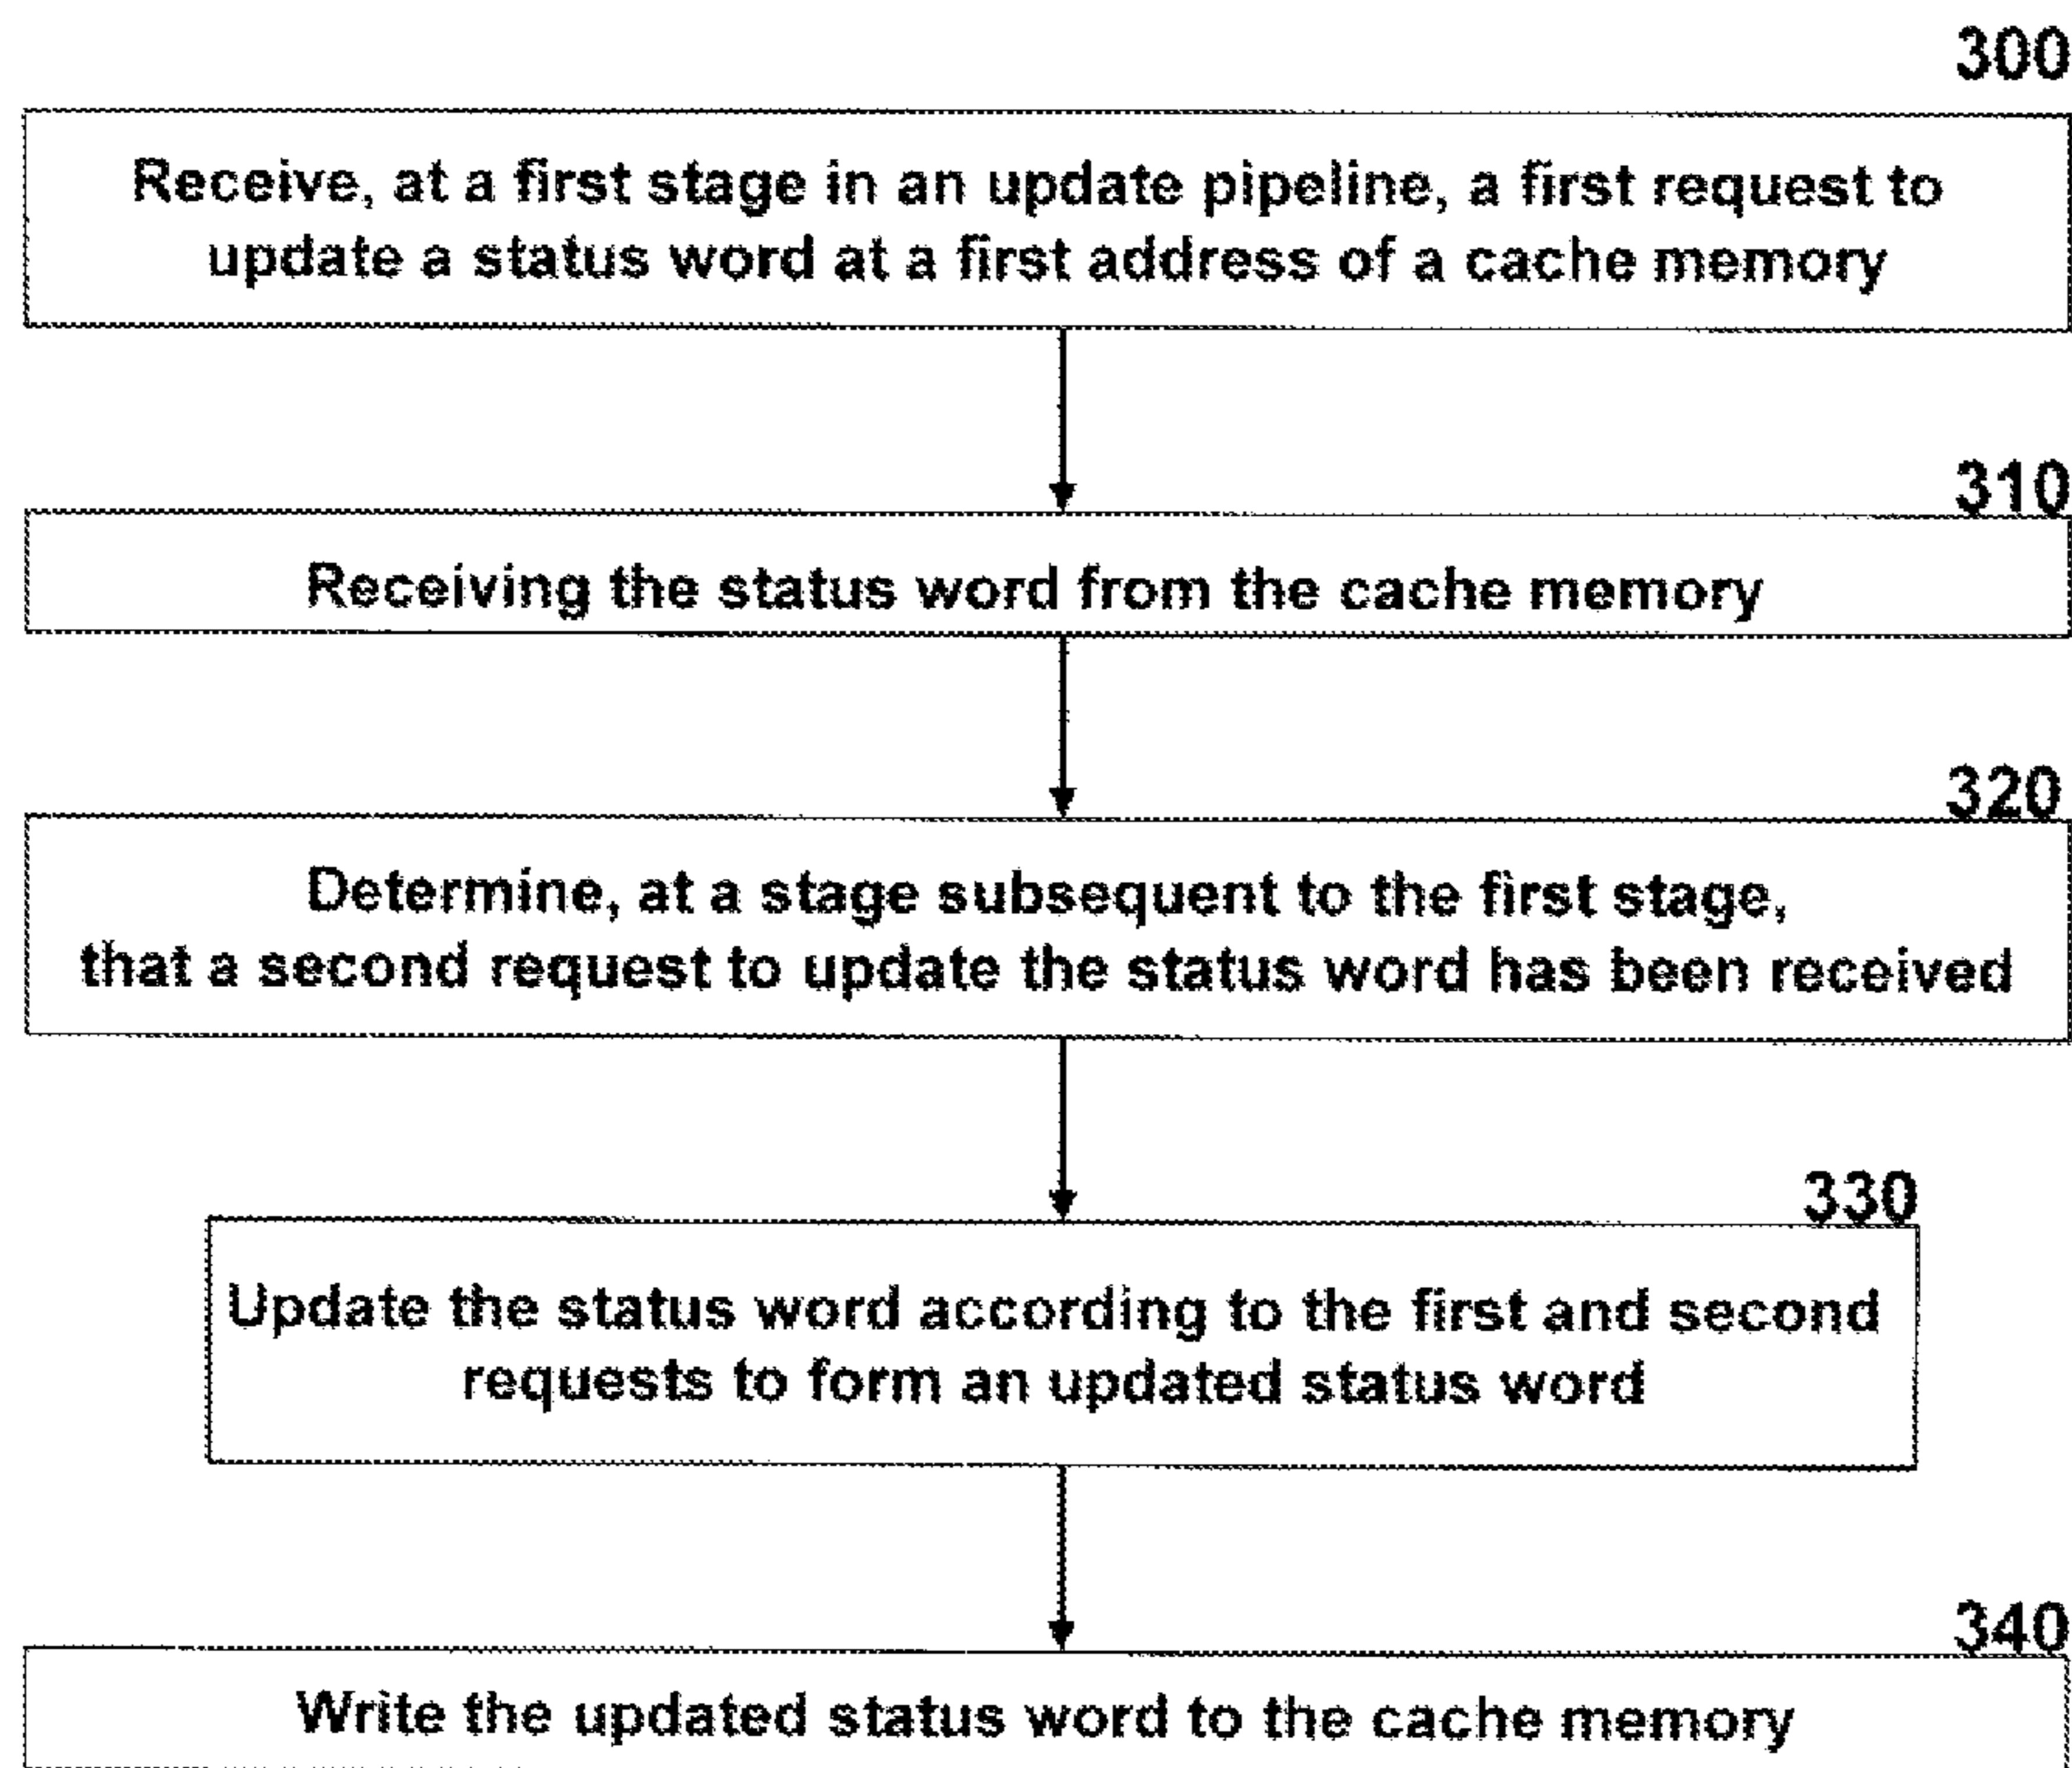 300
Receive, at a first stage in an update pipeline, a first request to
update a status word at a first address of a cache memory
310
Receiving the status word from the cache memory
320
Determine, at a stage subsequent to the first stage,
that a second request to update the status word has been received
330
Update the status word according to the first and second
requests to form an updated status word
340
Write the updated status word to the cache memory